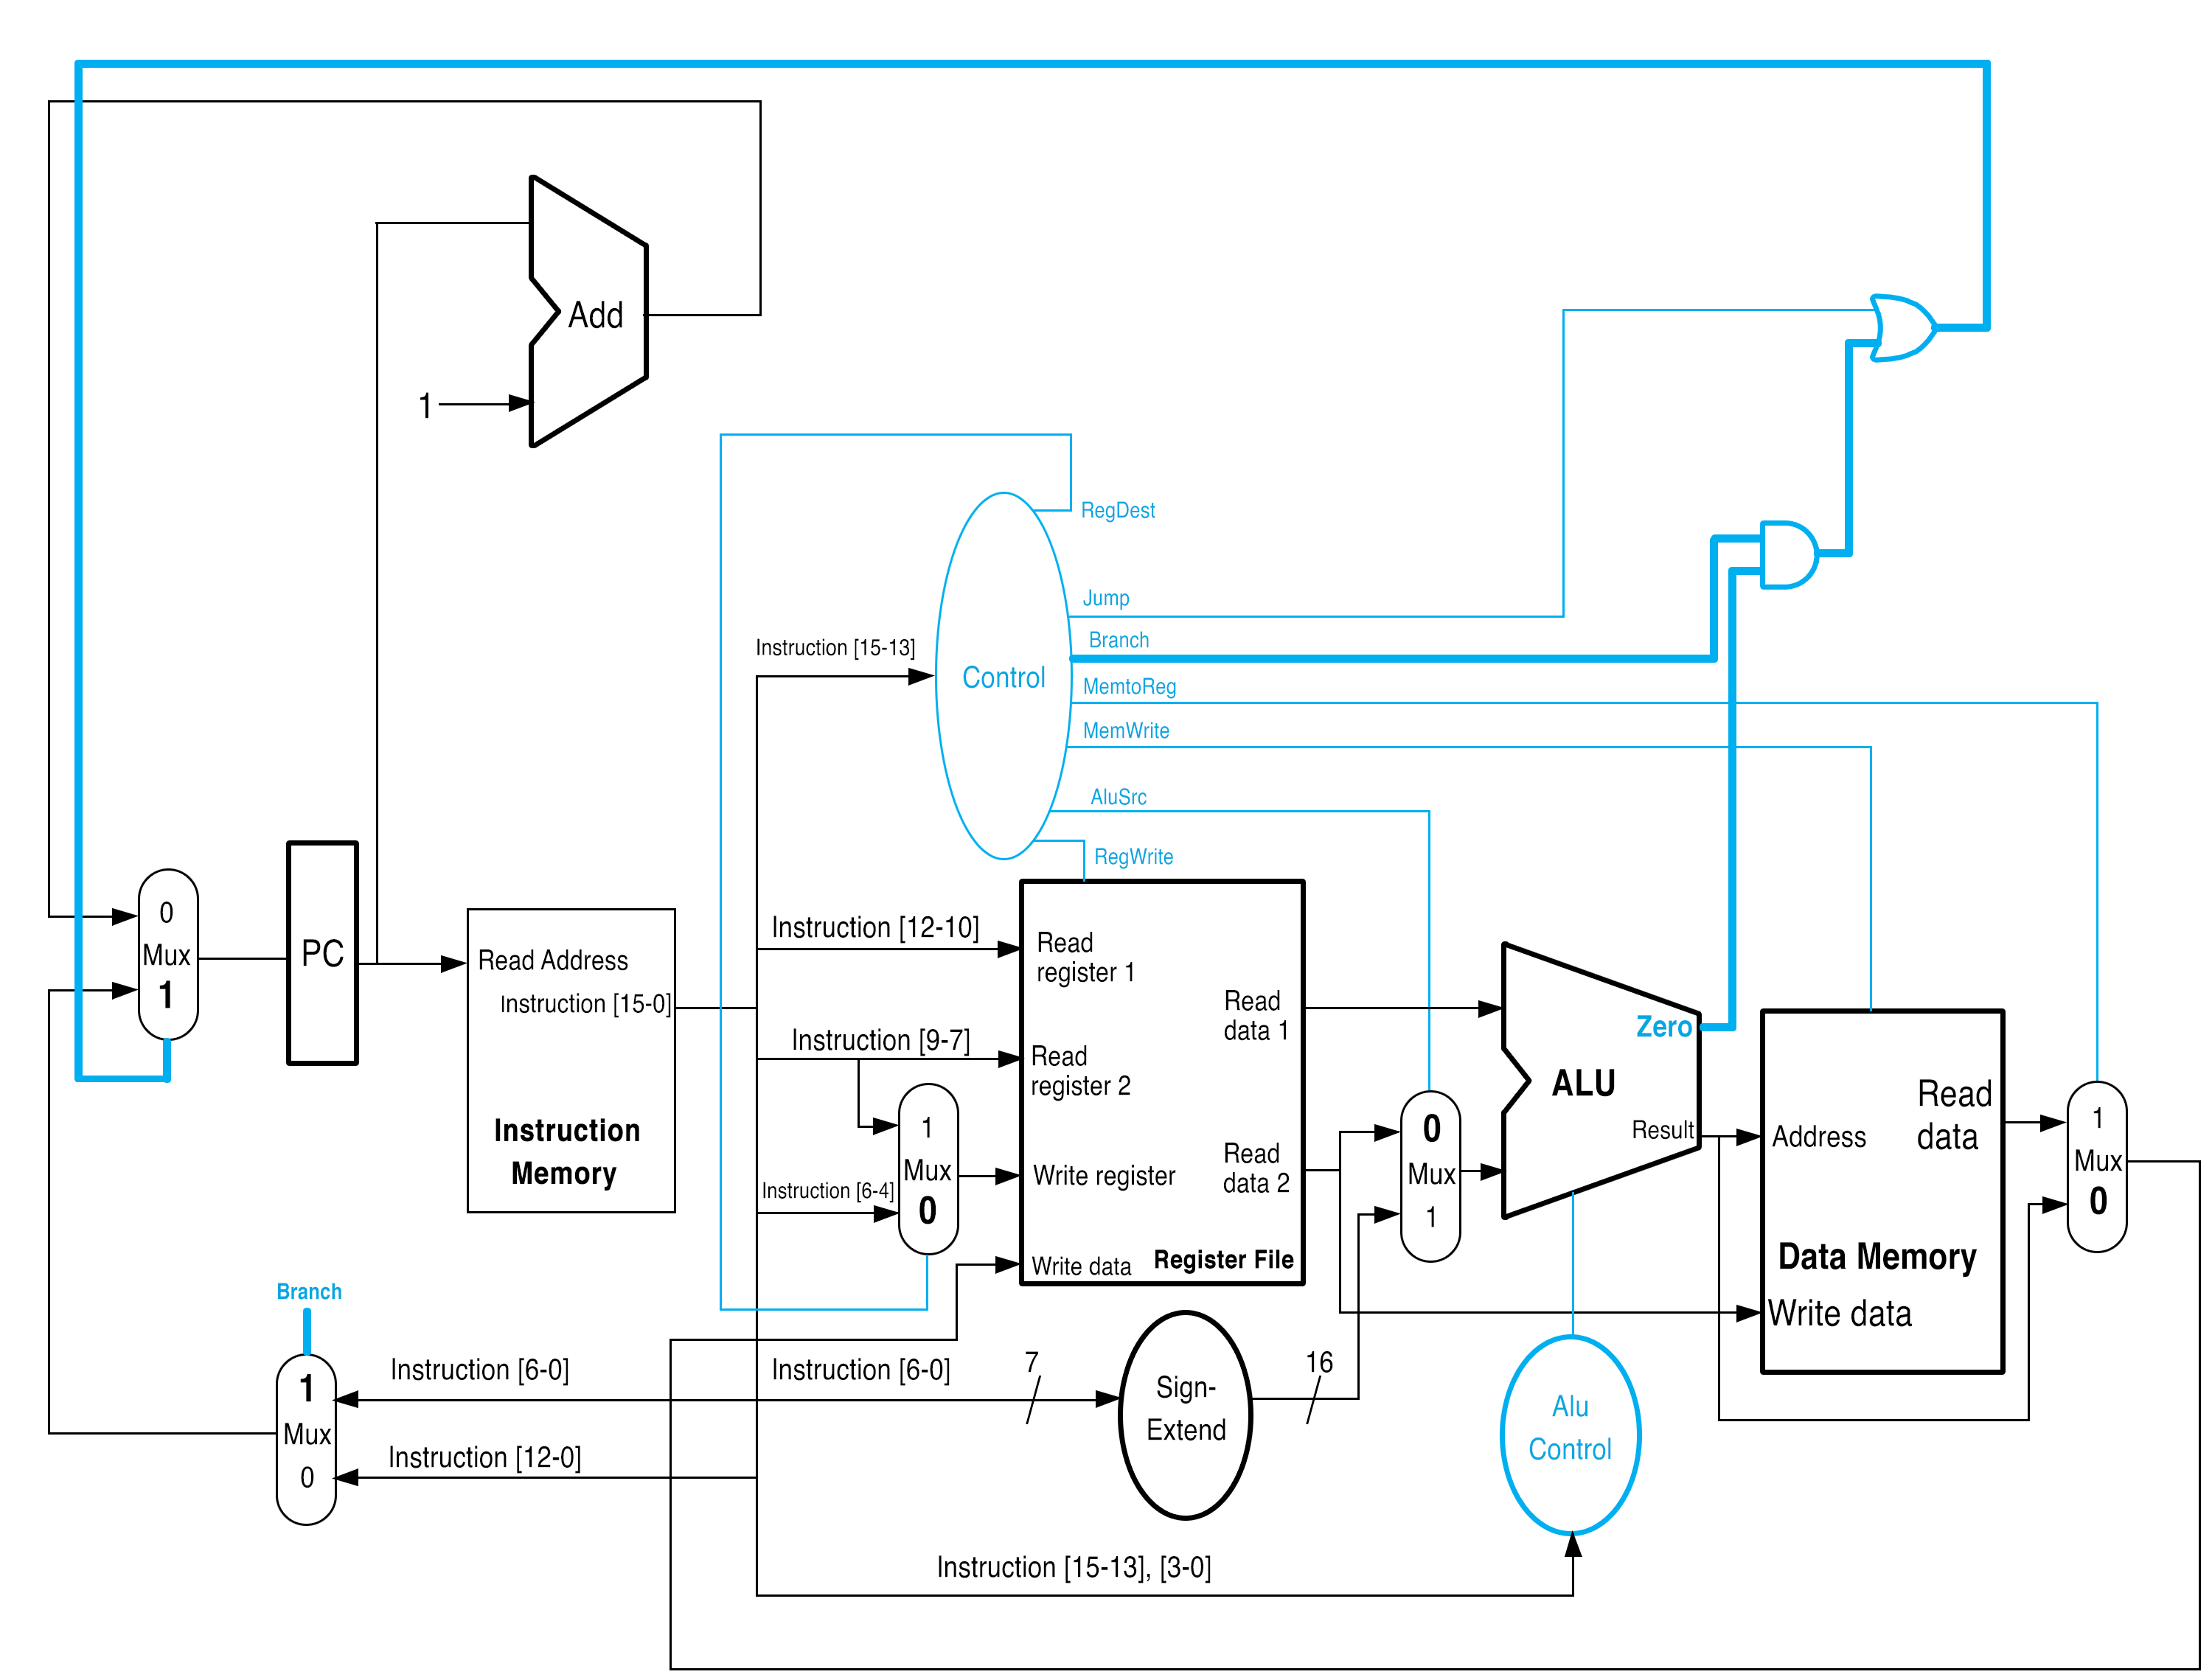 Add
1
RegDest
Jump
Branch
Instruction [15-13]
Control
MemtoReg
MemWrite
AluSrc
RegWrite
0
Mux
1
PC
Read Address
Instruction [15-0]
Instruction
Memory
Instruction [12-10]
Read
register 1
Instruction [9-7]
Read
register 2
1
Mux
0
Instruction [6-4]
Write register
Write data
Read
data 1
Read
data 2
Register File
0
Mux
1
Zero
ALU
Result
Address
Read
data
Data Memory
Write data
1
Mux
0
Branch
1
Mux
0
Instruction [6-0]
Instruction [12-0]
Instruction [6-0]
7
Sign-
Extend
16
Alu
Control
Instruction [15-13], [3-0]